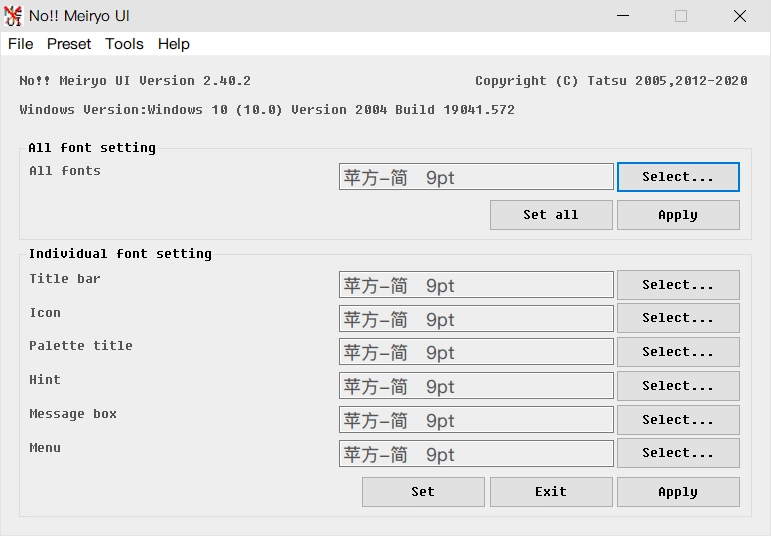 No!! Meiryo UI
File Preset Tools Help
No!! Meiryo UI Version 2.40.2 Copyright (C) Tatsu 2005,2012-2020
Windows Version:Windows 10 (10.0) Version 2004 Build 19041.572
All font setting
All fonts 苹方-简 9pt Select...
Set all Apply
Individual font setting
Title bar 苹方-简 9pt Select...
Icon 苹方-简 9pt Select...
Palette title 苹方-简 9pt Select...
Hint 苹方-简 9pt Select...
Message box 苹方-简 9pt Select...
Menu 苹方-简 9pt Select...
Set Exit Apply